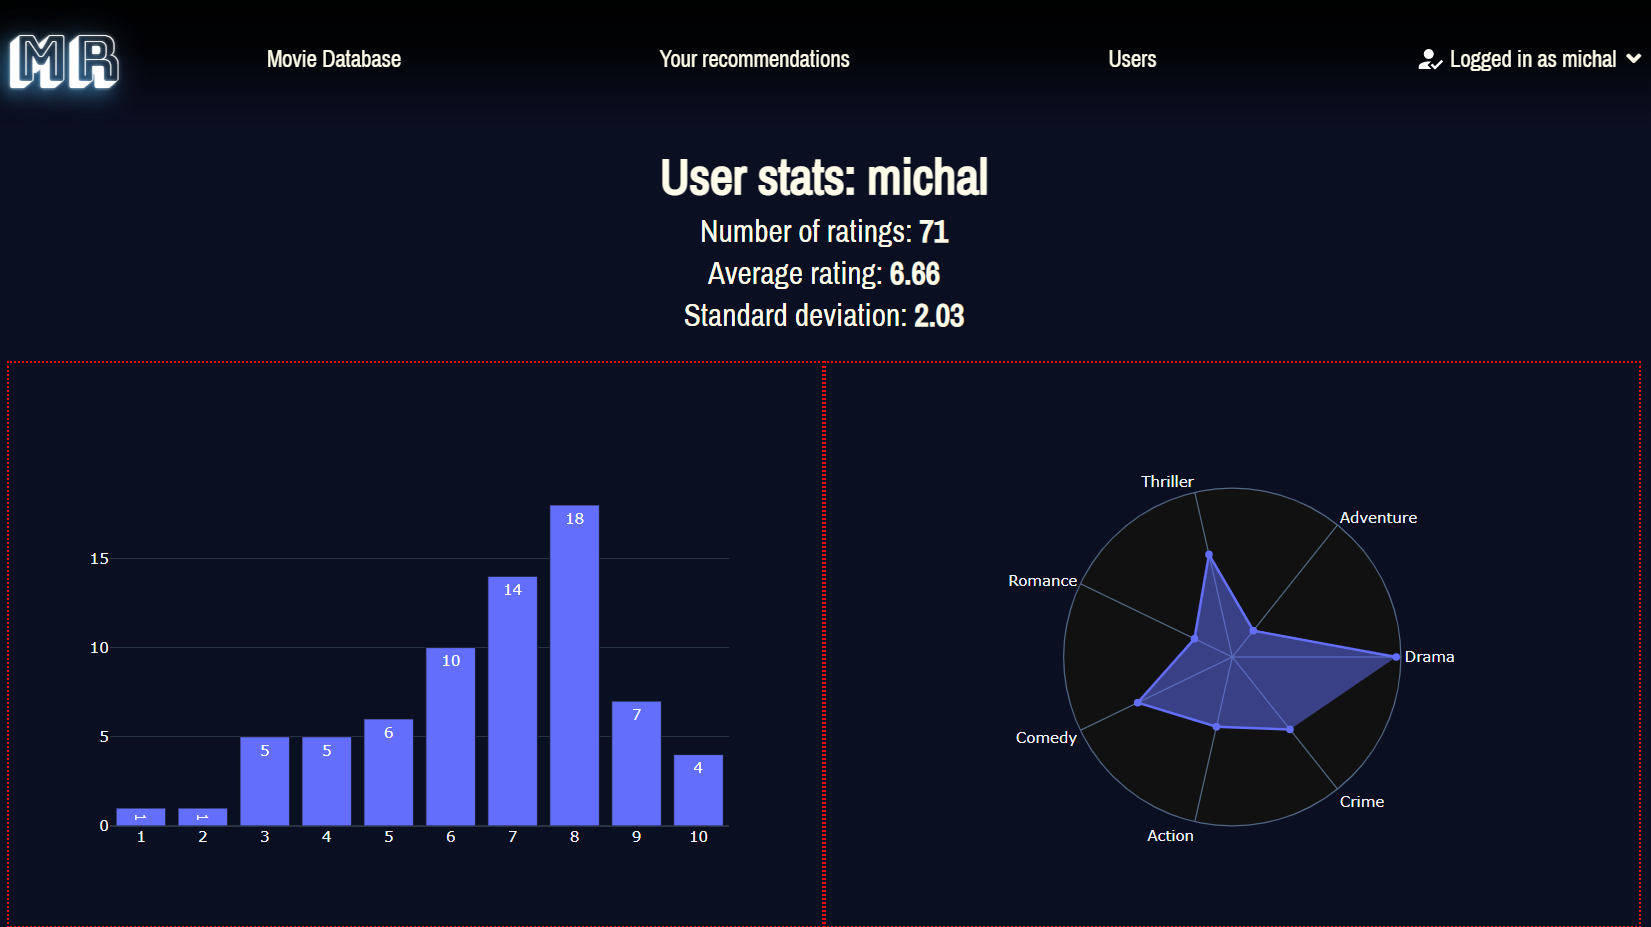 MR
Movie Database
Your recommendations
Users
Logged in as michal
User stats: michal
Number of ratings: 71
Average rating: 6.66
Standard deviation: 2.03
15
10
5
0
1
1
5
5
6
10
14
18
7
4
1 2 3 4 5 6 7 8 9 10
Thriller
Adventure
Romance
Drama
Comedy
Crime
Action